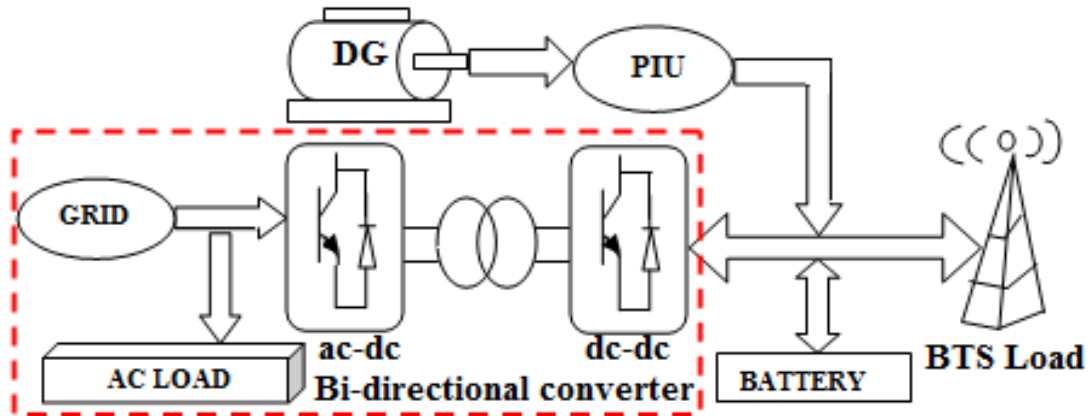 DG
PIU
GRID
ac-dc
dc-dc
AC LOAD
Bi-directional converter
BATTERY
BTS Load